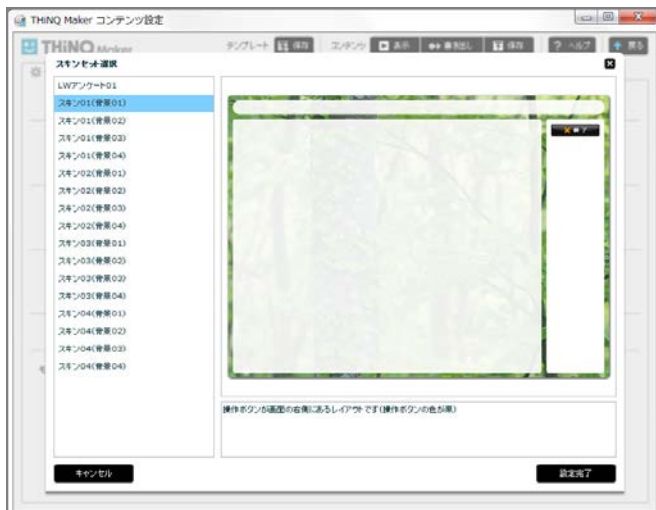 THiNQ Maker コンテンツ設定
THiNQ Maker
テンプレート 保存 コンテンツ 表示 書き出し 保存 ? ヘルプ 戻る
スキンセット選択
LWアンケート01
スキン01(背景01)
スキン01(背景02)
スキン01(背景03)
スキン01(背景04)
スキン02(背景01)
スキン02(背景02)
スキン02(背景03)
スキン02(背景04)
スキン03(背景01)
スキン03(背景02)
スキン03(背景03)
スキン03(背景04)
スキン04(背景01)
スキン04(背景02)
スキン04(背景03)
スキン04(背景04)
終了
操作ボタンが画面の右側にあるレイアウトです(操作ボタンの色が黒)
キャンセル
設定完了